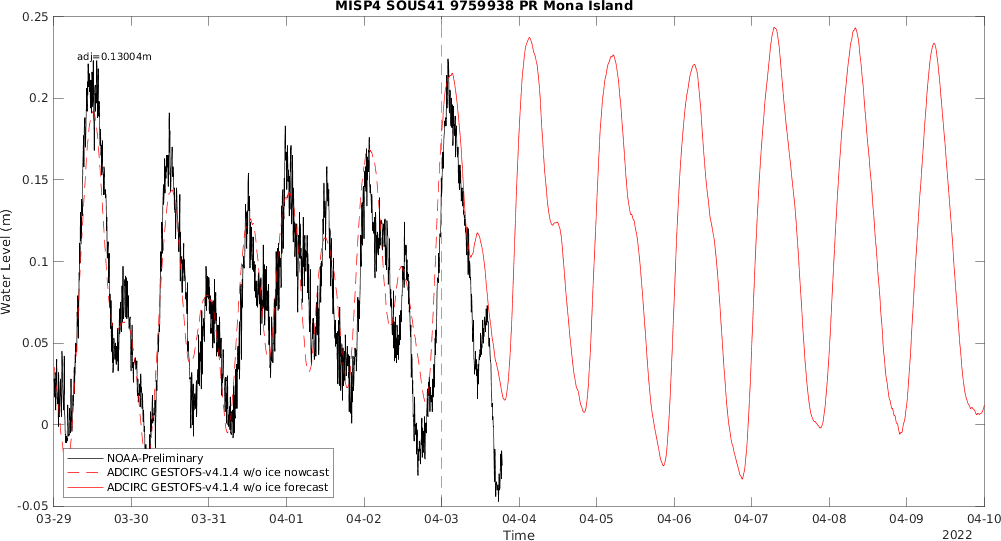 MISP4 SOUS41 9759938 PR Mona Island
adj=0.13004m
0.25
0.2
0.15
0.1
0.05
0
-0.05
Water Level (m)
NOAA-Preliminary
ADCIRC GESTOFS-v4.1.4 w/o ice nowcast
ADCIRC GESTOFS-v4.1.4 w/o ice forecast
03-29 03-30 03-31 04-01 04-02 04-03 04-04 04-05 04-06 04-07 04-08 04-09 04-10
Time
2022